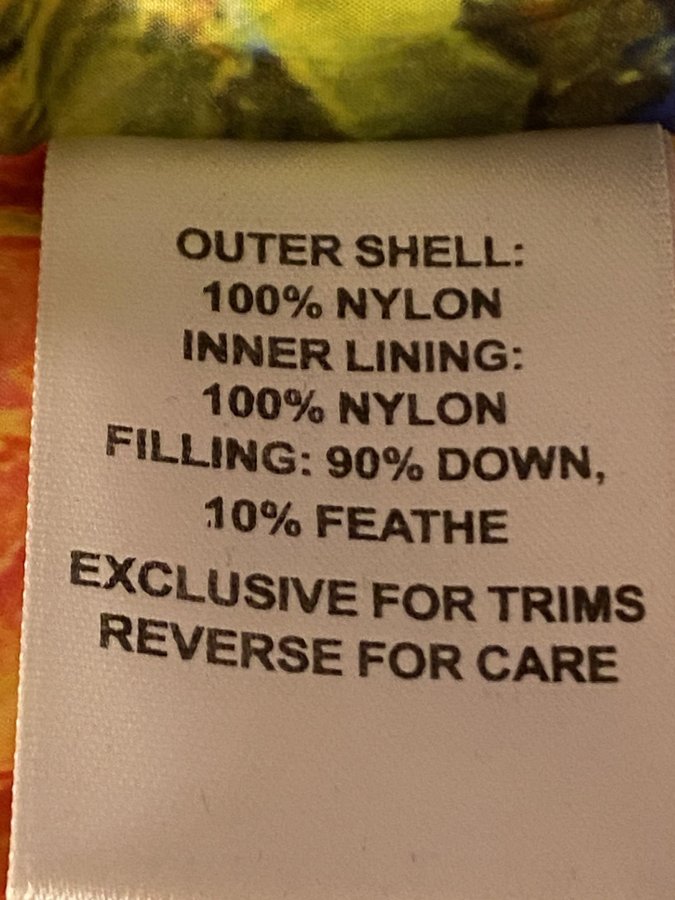 OUTER SHELL:
100% NYLON
INNER LINING:
100% NYLON
FILLING: 90% DOWN,
10% FEATHE
EXCLUSIVE FOR TRIMS
REVERSE FOR CARE